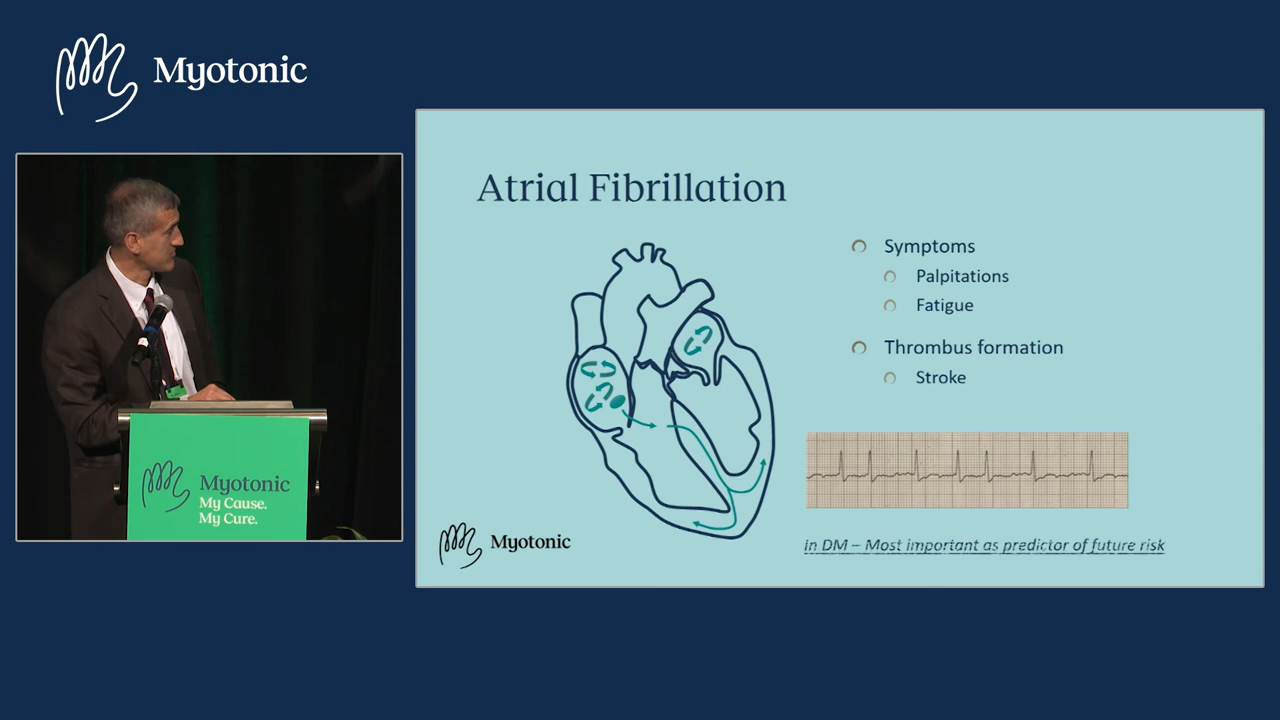 Myotonic
Atrial Fibrillation
Symptoms
Palpitations
Fatigue
Thrombus formation
Stroke
In DM – Most important as predictor of future risk
Myotonic
Myotonic
My Cause.
My Cure.